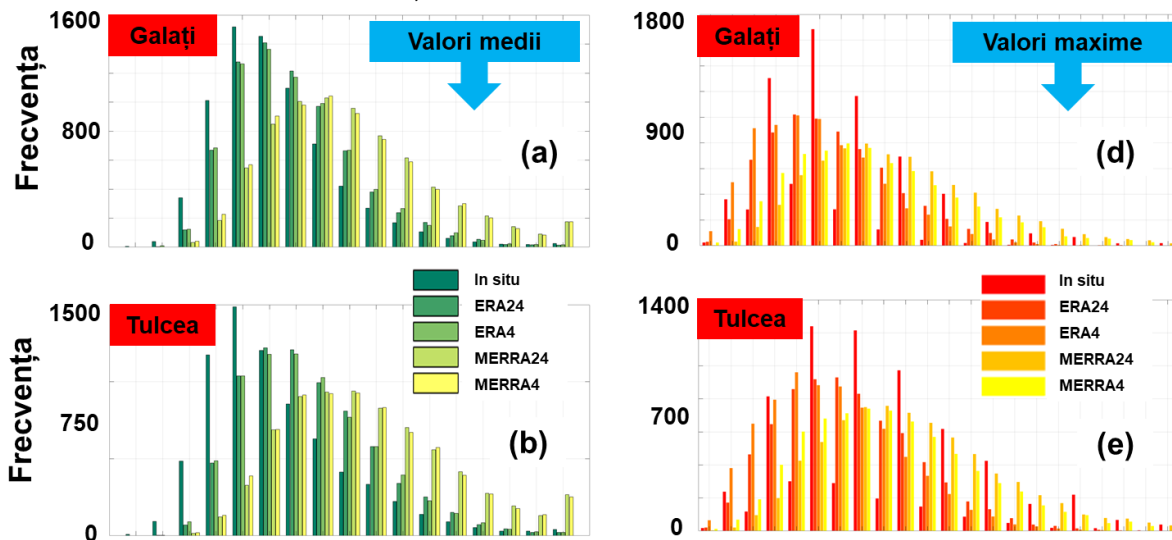 1600
Galați
Valori medii
Frecvența
800
(a)
0
1800
Galați
Valori maxime
900
(d)
0
1500
Tulcea
In situ
ERA24
ERA4
MERRA24
MERRA4
Frecvența
750
(b)
0
1400
Tulcea
In situ
ERA24
ERA4
MERRA24
MERRA4
700
(e)
0